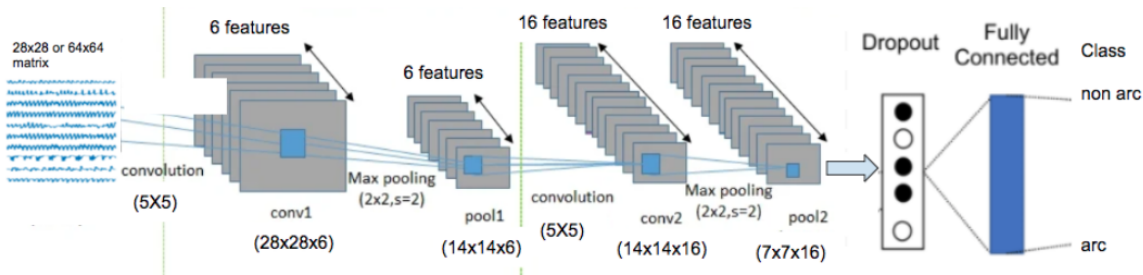 28x28 or 64x64
matrix
convolution
(5X5)
6 features
conv1
(28x28x6)
Max pooling
(2x2,s=2)
6 features
pool1
(14x14x6)
16 features
convolution
(5X5)
conv2
(14x14x16)
16 features
Max pooling
(2x2,s=2)
pool2
(7x7x16)
Dropout
Fully
Connected
Class
non arc
arc